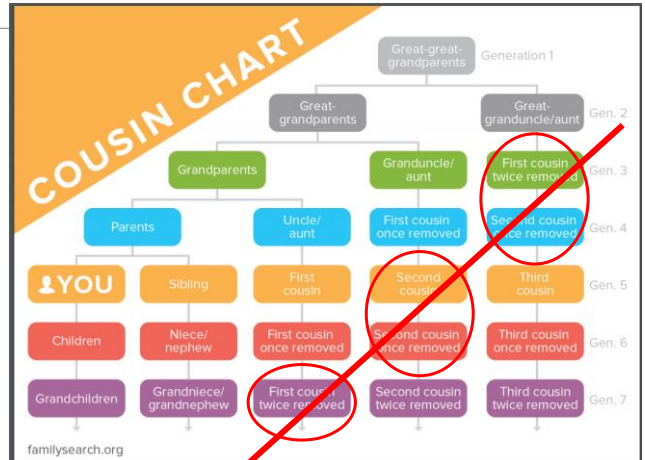 COUSIN CHART
Great-great-
grandparents
Generation 1
Great-
grandparents
Great-
granduncle/aunt
Gen. 2
Grandparents
Granduncle/
aunt
First cousin
twice removed
Gen. 3
Parents
Uncle/
aunt
First cousin
once removed
Second cousin
once removed
Gen. 4
YOU
Sibling
First
cousin
Second
cousin
Third
cousin
Gen. 5
Children
Niece/
nephew
First cousin
once removed
Second cousin
once removed
Third cousin
once removed
Gen. 6
Grandchildren
Grandniece/
grandnephew
First cousin
twice removed
Second cousin
twice removed
Third cousin
twice removed
Gen. 7
familysearch.org